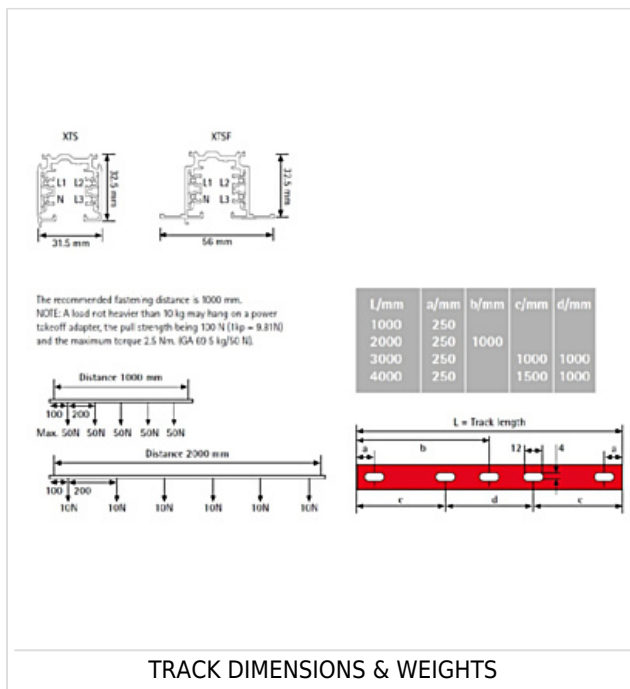 XTS
XTSF
L1 L2
N L3
32.5 mm
31.5 mm
L1 L2
N L3
32.5 mm
56 mm
The recommended fastening distance is 1000 mm.
NOTE: A load not heavier than 10 kg may hang on a power
takeoff adapter, the pull strength being 100 N (1kp = 9.81N)
and the maximum torque 2.5 Nm. (GA 69 5 kg/50 N).
Distance 1000 mm
100 200
Max. 50N 50N 50N 50N 50N
Distance 2000 mm
100 200
10N 10N 10N 10N 10N 10N
L/mm a/mm b/mm c/mm d/mm
1000 250
2000 250 1000
3000 250 1000 1000
4000 250 1500 1000
L = Track length
a b 12 4 a
c d c
TRACK DIMENSIONS & WEIGHTS